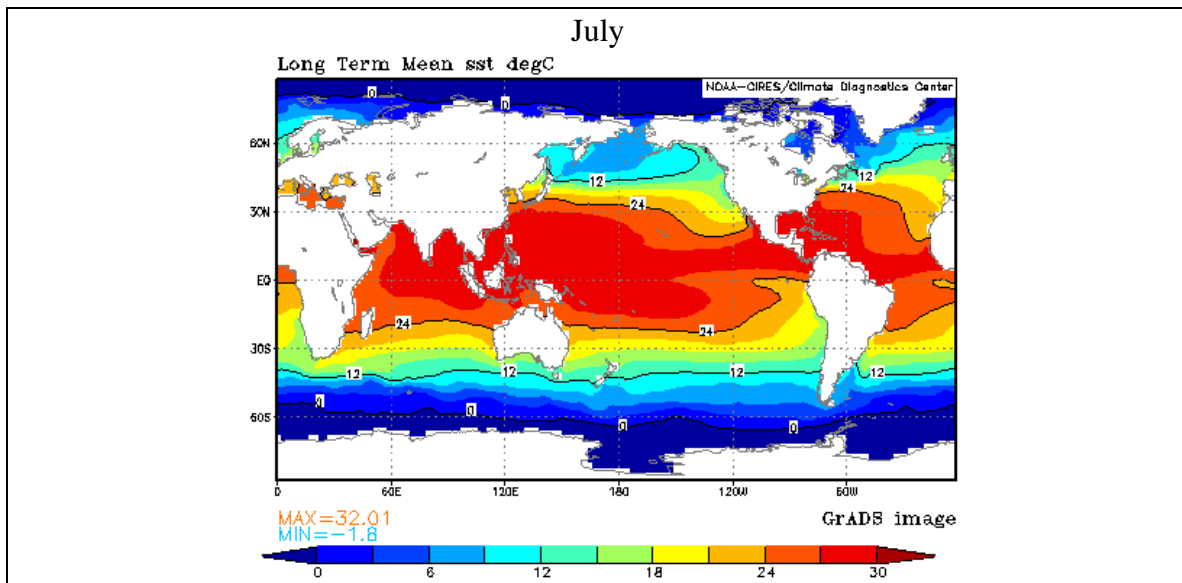 July
Long Term Mean sst degC
NOAA-CIRES/Climate Diagnostics Center
0
0
60N
12
12
24
24
30N
EQ
24
24
30S
12
12
12
12
0
0
0
0
60S
0 60E 120E 180 120W 60W
MAX=32.01
GrADS image
MIN=-1.8
0 6 12 18 24 30